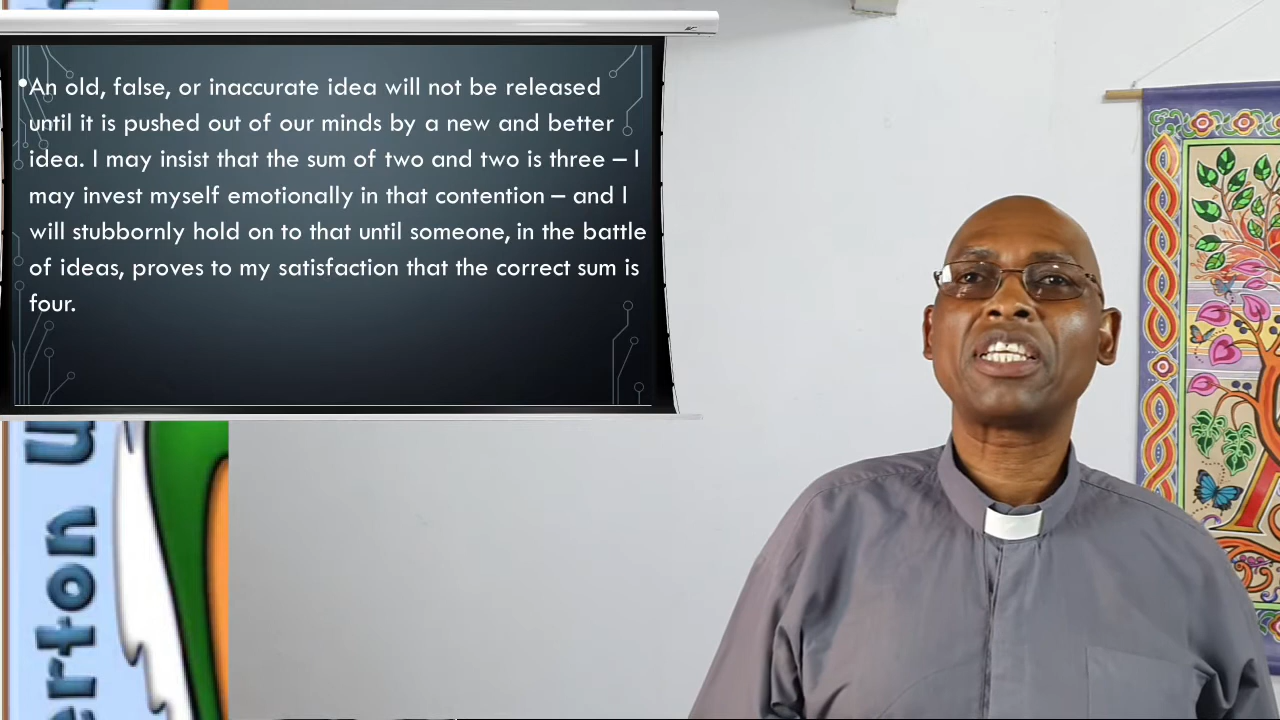 •An old, false, or inaccurate idea will not be released
until it is pushed out of our minds by a new and better
idea. I may insist that the sum of two and two is three – I
may invest myself emotionally in that contention – and I
will stubbornly hold on to that until someone, in the battle
of ideas, proves to my satisfaction that the correct sum is
four.
erton